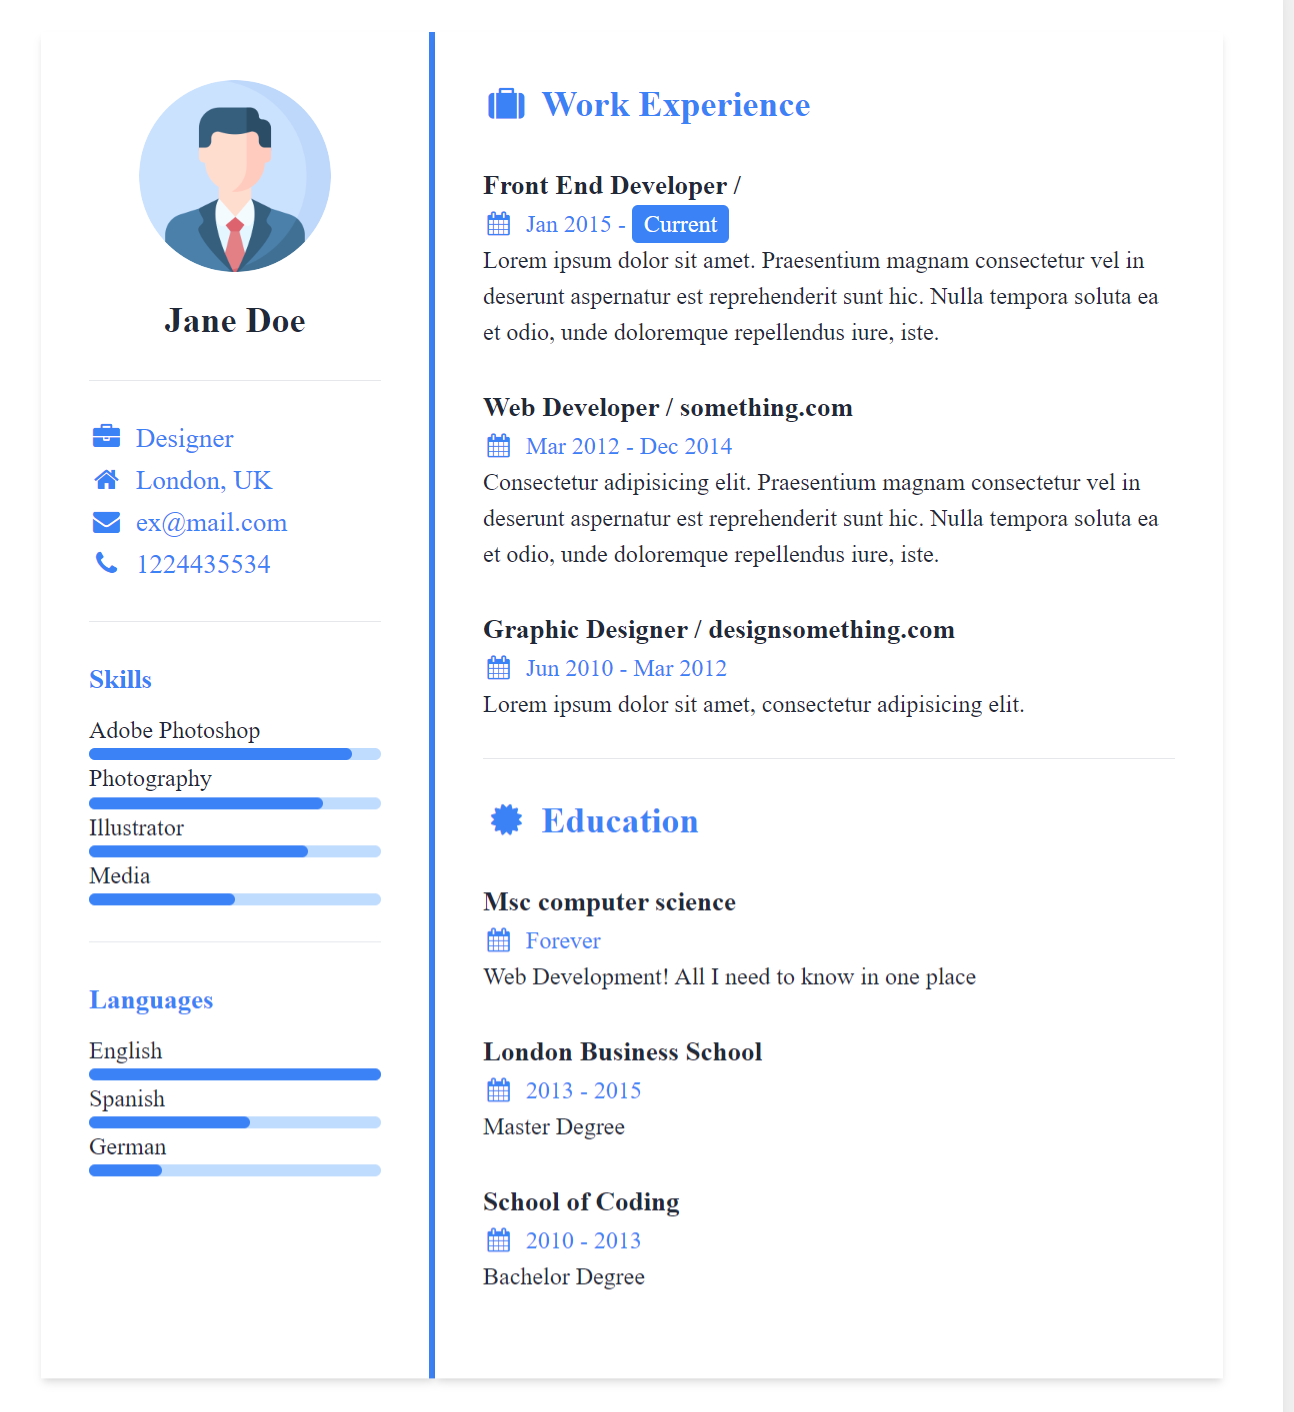 Jane Doe
Designer
London, UK
ex@mail.com
1224435534
Skills
Adobe Photoshop
Photography
Illustrator
Media
Languages
English
Spanish
German
Work Experience
Front End Developer /
Jan 2015 - Current
Lorem ipsum dolor sit amet. Praesentium magnam consectetur vel in
deserunt aspernatur est reprehenderit sunt hic. Nulla tempora soluta ea
et odio, unde doloremque repellendus iure, iste.
Web Developer / something.com
Mar 2012 - Dec 2014
Consectetur adipisicing elit. Praesentium magnam consectetur vel in
deserunt aspernatur est reprehenderit sunt hic. Nulla tempora soluta ea
et odio, unde doloremque repellendus iure, iste.
Graphic Designer / designsomething.com
Jun 2010 - Mar 2012
Lorem ipsum dolor sit amet, consectetur adipisicing elit.
Education
Msc computer science
Forever
Web Development! All I need to know in one place
London Business School
2013 - 2015
Master Degree
School of Coding
2010 - 2013
Bachelor Degree